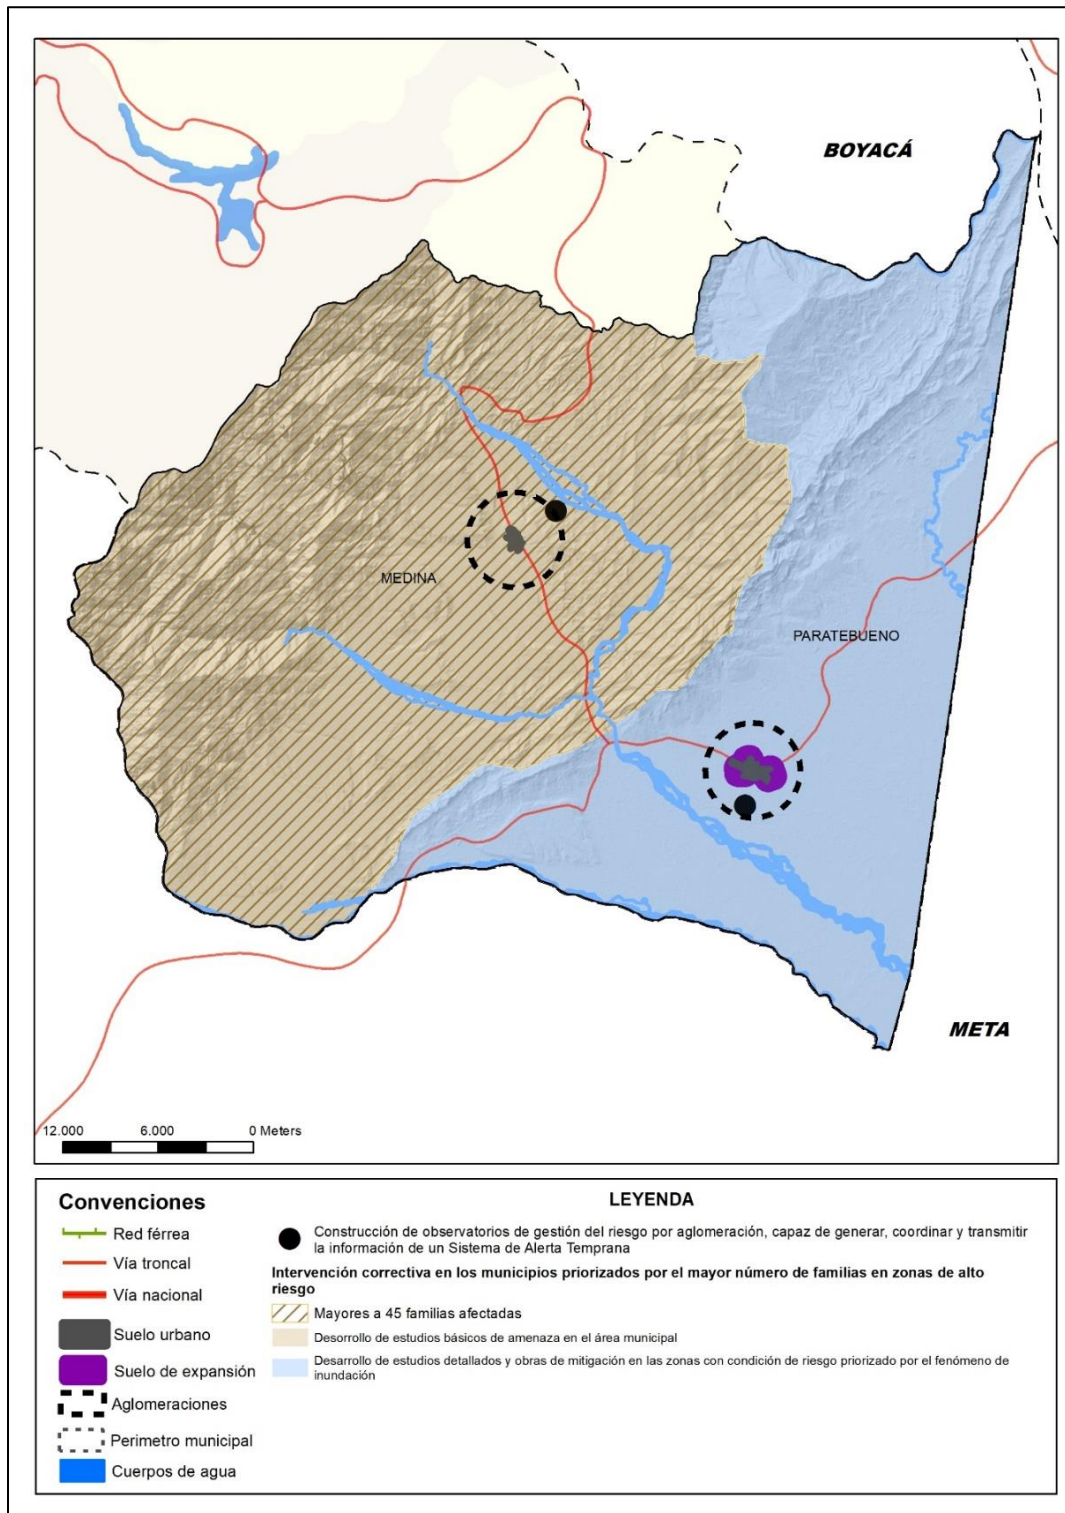 BOYACÁ
MEDINA
PARATEBUENO
META
12.000 6.000 0 Meters
Convenciones
Red férrea
Vía troncal
Vía nacional
Suelo urbano
Suelo de expansión
Aglomeraciones
Perimetro municipal
Cuerpos de agua
LEYENDA
Construcción de observatorios de gestión del riesgo por aglomeración, capaz de generar, coordinar y transmitir
la información de un Sistema de Alerta Temprana
Intervención correctiva en los municipios priorizados por el mayor número de familias en zonas de alto
riesgo
Mayores a 45 familias afectadas
Desorrollo de estudios básicos de amenaza en el área municipal
Desarrollo de estudios detallados y obras de mitigación en las zonas con condición de riesgo priorizado por el fenómeno de
inundación